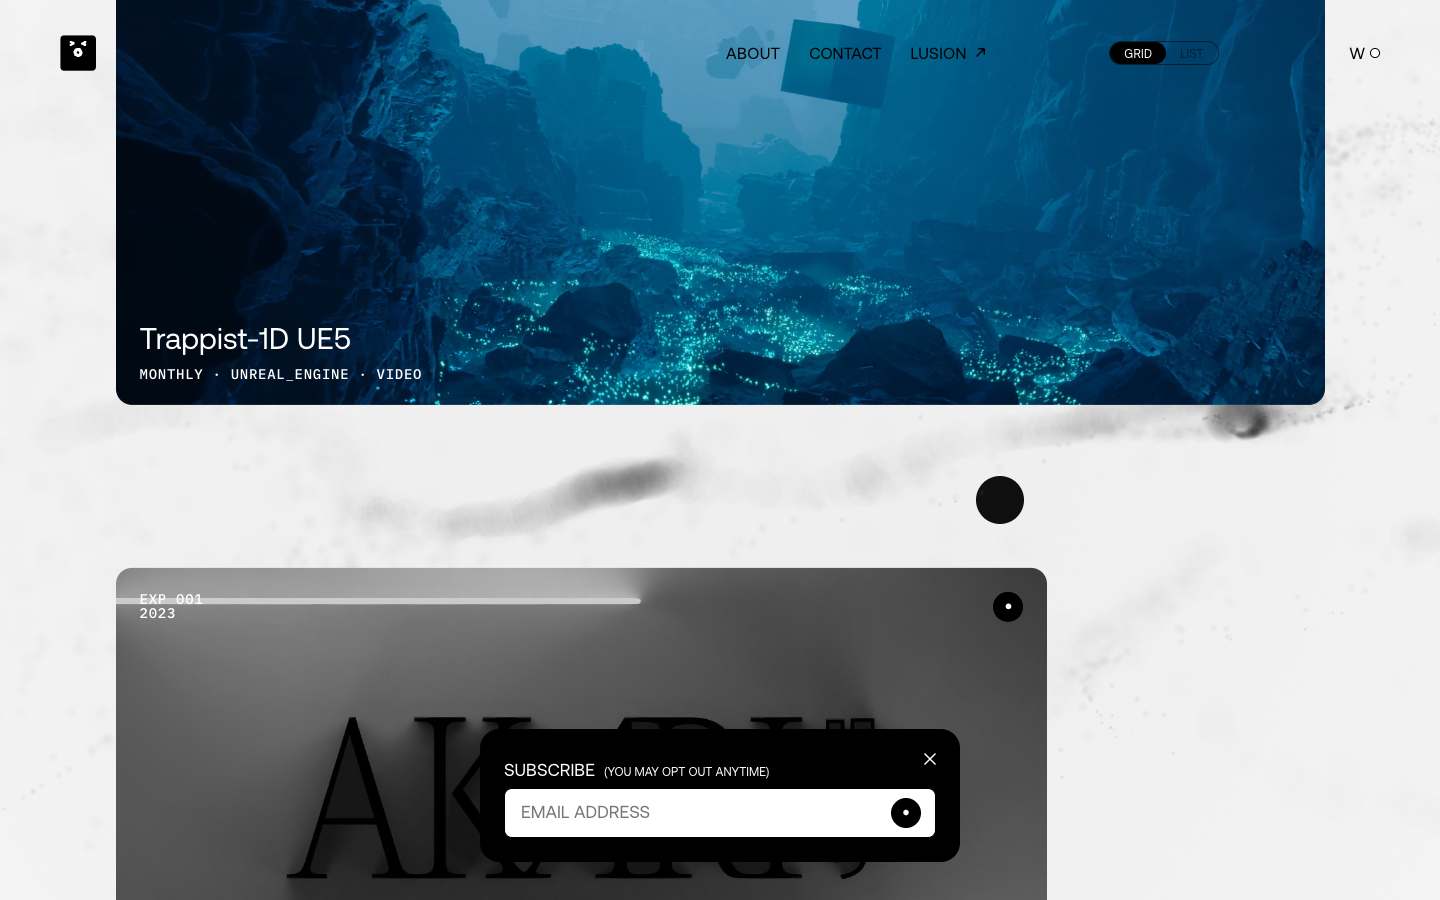 ABOUT CONTACT LUSION ↗
GRID LIST
W O
Trappist-1D UE5
MONTHLY · UNREAL_ENGINE · VIDEO
EXP 001
2023
SUBSCRIBE (YOU MAY OPT OUT ANYTIME)
EMAIL ADDRESS